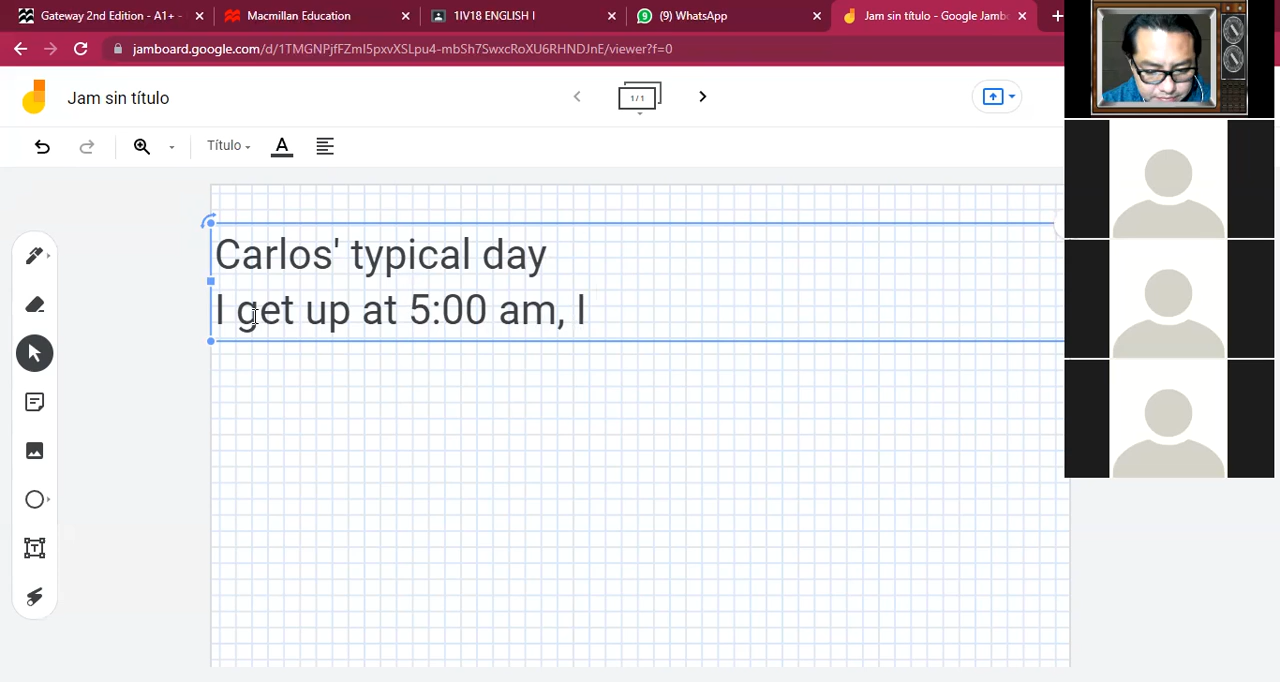 Gateway 2nd Edition - A1+ -
Macmillan Education
1IV18 ENGLISH I
(9) WhatsApp
Jam sin título - Google Jamb
jamboard.google.com/d/1TMGNPjfFZmI5pxvXSLpu4-mbSh7SwxcRoXU6RHNDJnE/viewer?f=0
Jam sin título
1/1
Título
Carlos' typical day
I get up at 5:00 am, I